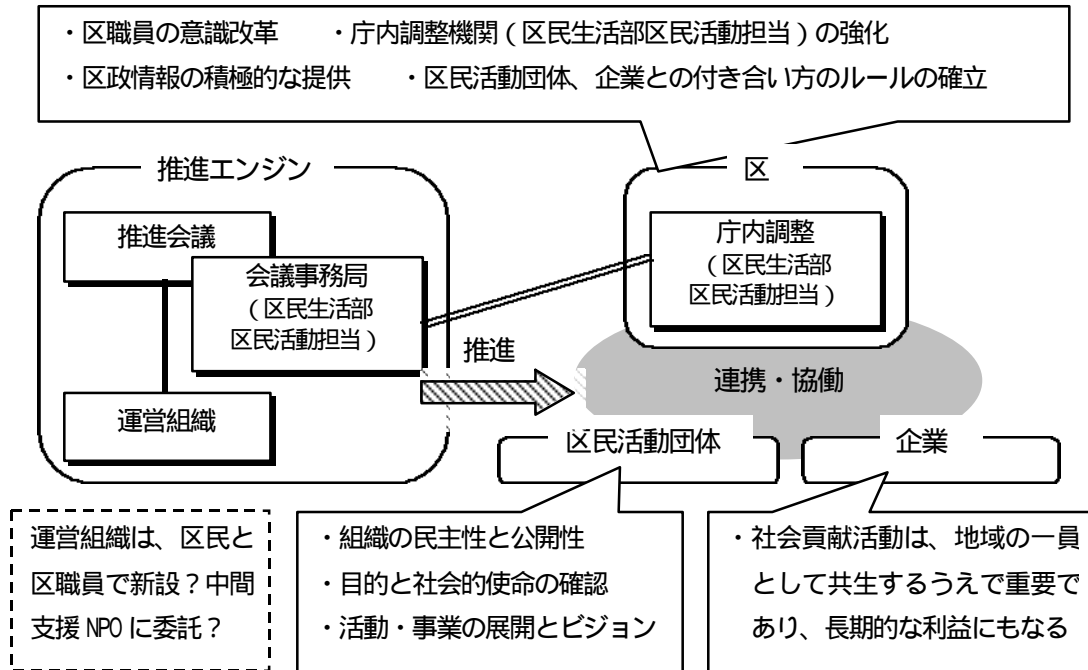 ・区職員の意識改革　・庁内調整機関（区民生活部区民活動担当）の強化
・区政情報の積極的な提供　・区民活動団体、企業との付き合い方のルールの確立
推進エンジン
区
推進会議
会議事務局
（区民生活部
区民活動担当）
庁内調整
（区民生活部
区民活動担当）
推進
連携・協働
運営組織
区民活動団体
企業
運営組織は、区民と
区職員で新設？中間
支援NPOに委託？
・組織の民主性と公開性
・目的と社会的使命の確認
・活動・事業の展開とビジョン
・社会貢献活動は、地域の一員
として共生するうえで重要で
あり、長期的な利益にもなる